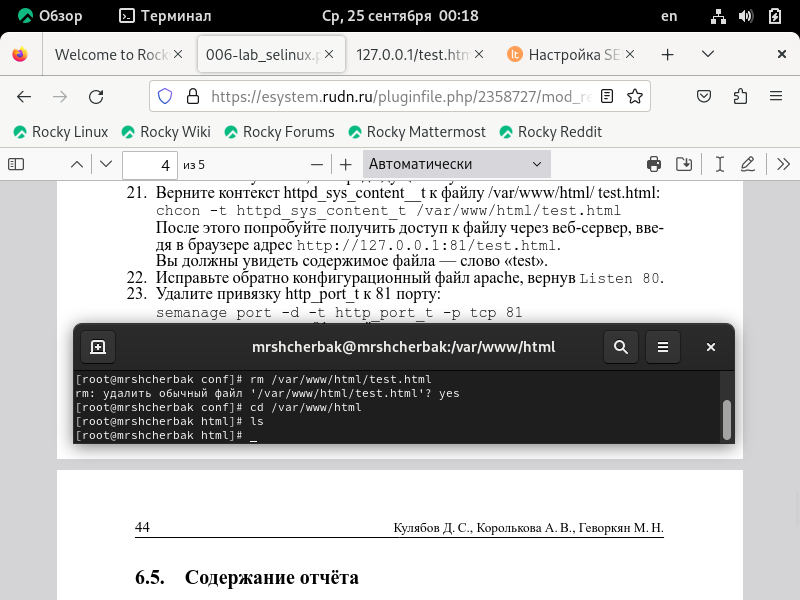 Обзор Терминал Ср, 25 сентября 00:18 en
Welcome to Rock 006-lab_selinux.p 127.0.0.1/test.htm lt Настройка SE
https://esystem.rudn.ru/pluginfile.php/2358727/mod_re
Rocky Linux Rocky Wiki Rocky Forums Rocky Mattermost Rocky Reddit
4 из 5 Автоматически
21. Верните контекст httpd_sys_content__t к файлу /var/www/html/ test.html:
chcon -t httpd_sys_content_t /var/www/html/test.html
После этого попробуйте получить доступ к файлу через веб-сервер, вве-
дя в браузере адрес http://127.0.0.1:81/test.html.
Вы должны увидеть содержимое файла — слово «test».
22. Исправьте обратно конфигурационный файл apache, вернув Listen 80.
23. Удалите привязку http_port_t к 81 порту:
semanage port -d -t http_port_t -p tcp 81
mrshcherbak@mrshcherbak:/var/www/html
[root@mrshcherbak conf]# rm /var/www/html/test.html
rm: удалить обычный файл '/var/www/html/test.html'? yes
[root@mrshcherbak conf]# cd /var/www/html
[root@mrshcherbak html]# ls
[root@mrshcherbak html]# _
44 Кулябов Д. С., Королькова А. В., Геворкян М. Н.
6.5. Содержание отчёта